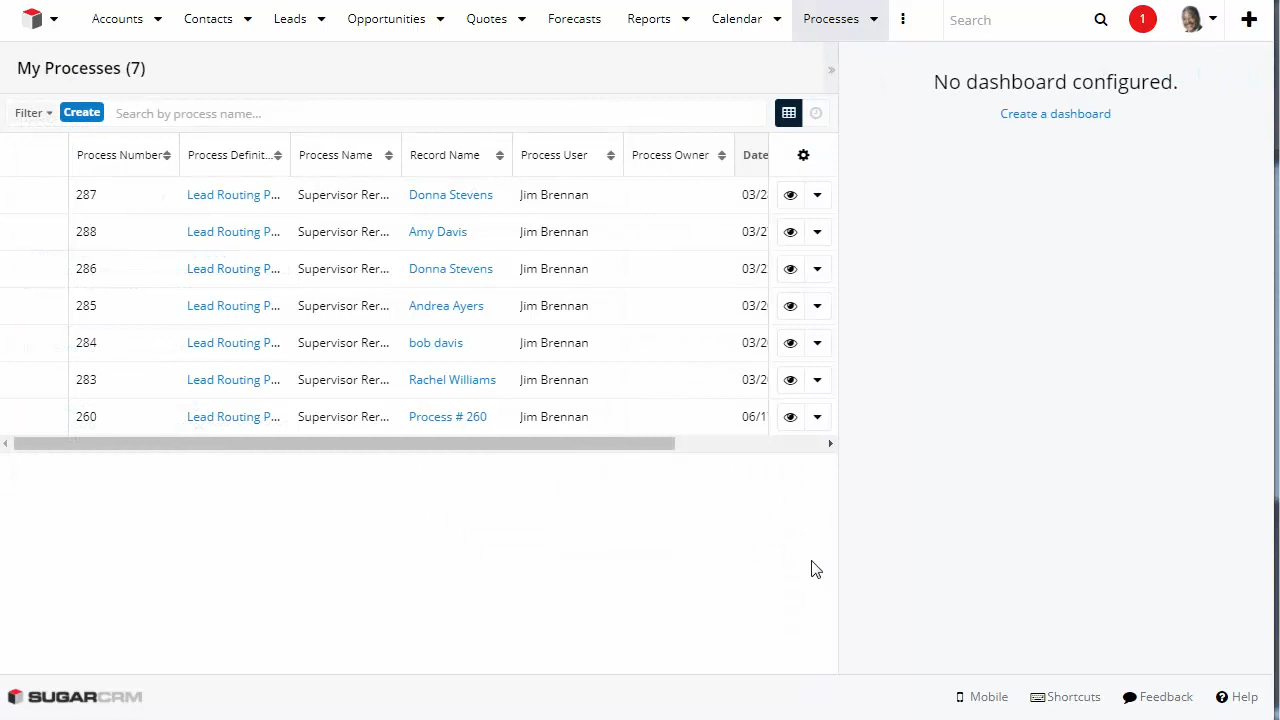 Accounts Contacts Leads Opportunities Quotes Forecasts Reports Calendar Processes Search 1
My Processes (7)
No dashboard configured.
Create a dashboard
Filter Create Search by process name...
Process Number Process Definit... Process Name Record Name Process User Process Owner Date
287 Lead Routing P... Supervisor Rer... Donna Stevens Jim Brennan 03/2
288 Lead Routing P... Supervisor Rer... Amy Davis Jim Brennan 03/2
286 Lead Routing P... Supervisor Rer... Donna Stevens Jim Brennan 03/2
285 Lead Routing P... Supervisor Rer... Andrea Ayers Jim Brennan 03/2
284 Lead Routing P... Supervisor Rer... bob davis Jim Brennan 03/2
283 Lead Routing P... Supervisor Rer... Rachel Williams Jim Brennan 03/2
260 Lead Routing P... Supervisor Rer... Process # 260 Jim Brennan 06/1
SUGARCRM Mobile Shortcuts Feedback Help